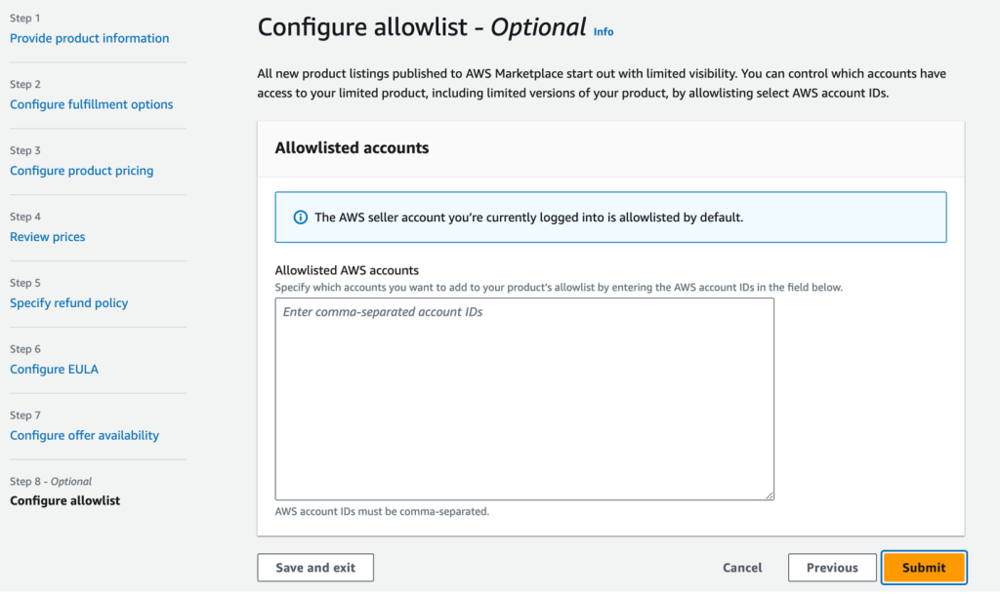 Step 1
Provide product information
Step 2
Configure fulfillment options
Step 3
Configure product pricing
Step 4
Review prices
Step 5
Specify refund policy
Step 6
Configure EULA
Step 7
Configure offer availability
Step 8 - Optional
Configure allowlist
Configure allowlist - Optional Info
All new product listings published to AWS Marketplace start out with limited visibility. You can control which accounts have
access to your limited product, including limited versions of your product, by allowlisting select AWS account IDs.
Allowlisted accounts
The AWS seller account you're currently logged into is allowlisted by default.
Allowlisted AWS accounts
Specify which accounts you want to add to your product's allowlist by entering the AWS account IDs in the field below.
Enter comma-separated account IDs
AWS account IDs must be comma-separated.
Save and exit
Cancel
Previous
Submit